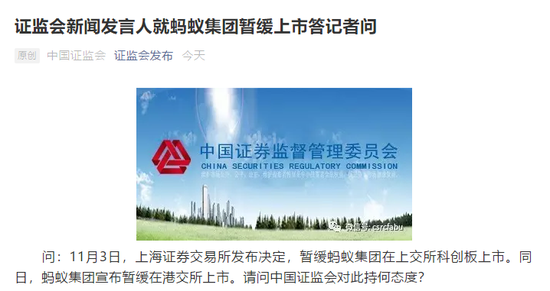 证监会新闻发言人就蚂蚁集团暂缓上市答记者问
原创 中国证监会 证监会发布 今天
中国证券监督管理委员会
CHINA SECURITIES REGULATORY COMMISSION
微信号: csrcfabu
问：11月3日，上海证券交易所发布决定，暂缓蚂蚁集团在上交所科创板上市。同
日，蚂蚁集团宣布暂缓在港交所上市。请问中国证监会对此持何态度？